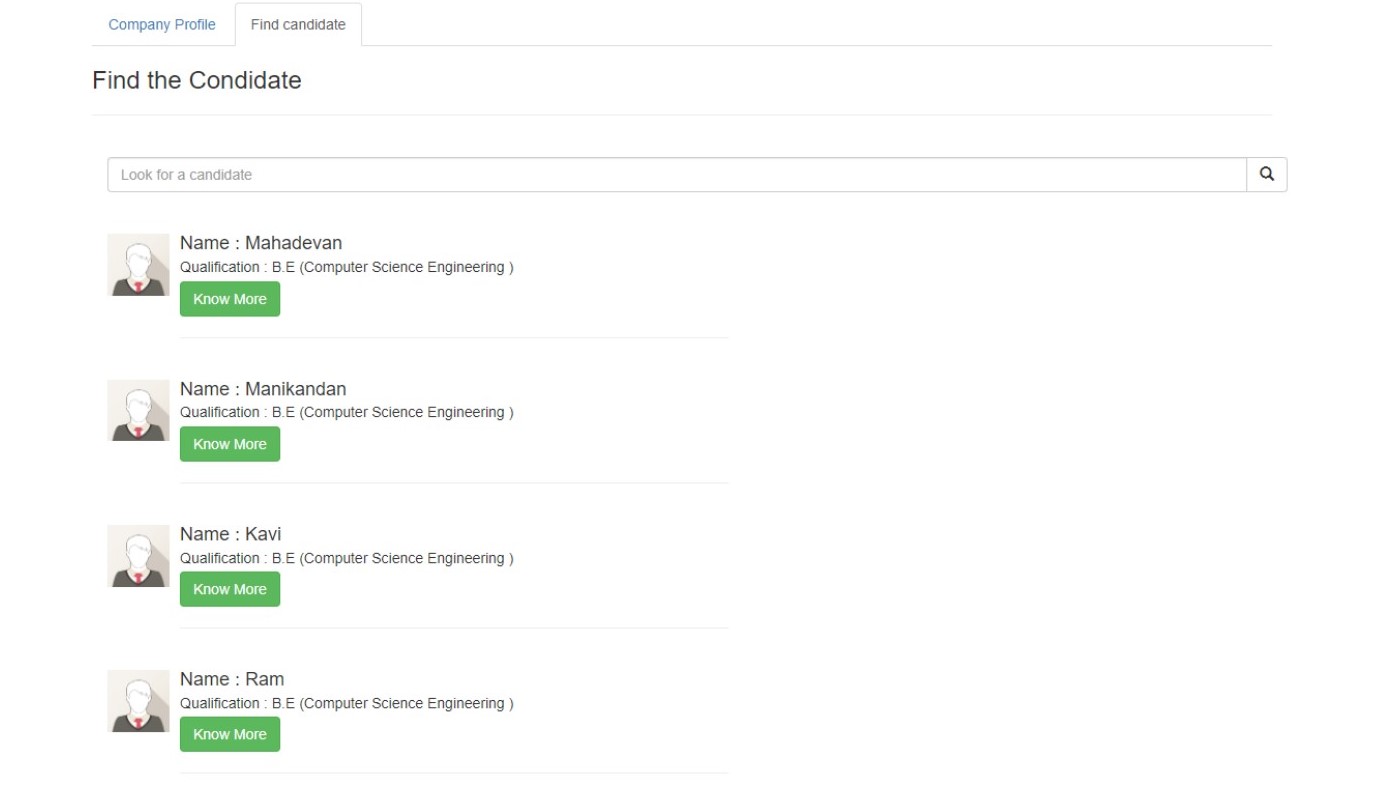 Company Profile Find candidate
Find the Condidate
Look for a candidate
Name : Mahadevan
Qualification : B.E (Computer Science Engineering )
Know More
Name : Manikandan
Qualification : B.E (Computer Science Engineering )
Know More
Name : Kavi
Qualification : B.E (Computer Science Engineering )
Know More
Name : Ram
Qualification : B.E (Computer Science Engineering )
Know More